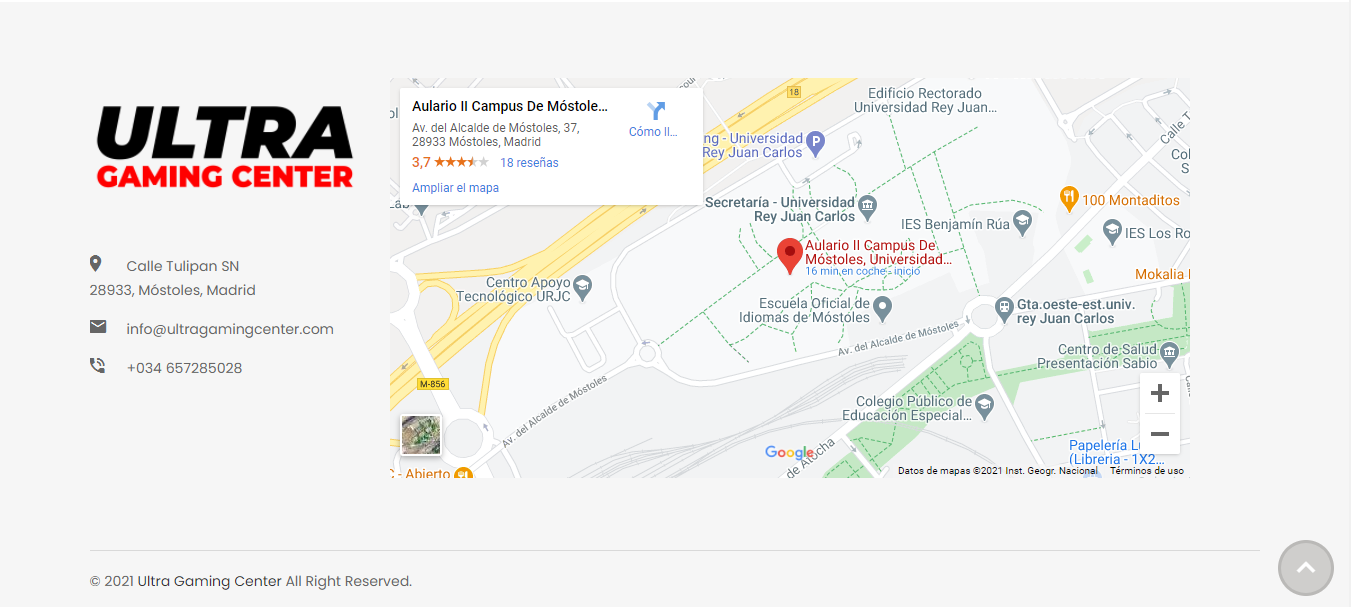 ULTRA
GAMING CENTER
Calle Tulipan SN
28933, Móstoles, Madrid
info@ultragamingcenter.com
+034 657285028
Aulario II Campus De Móstole...
Av. del Alcalde de Móstoles, 37,
28933 Móstoles, Madrid
3,7
18 reseñas
Ampliar el mapa
Cómo ll...
18
Edificio Rectorado
Universidad Rey Juan...
ng - Universidad
Rey Juan Carlos
P
Calle T
Col
S
Lab
Secretaría - Universidad
Rey Juan Carlos
100 Montaditos
IES Benjamín Rúa
IES Los Ro
Aulario II Campus De
Móstoles, Universidad...
16 min en coche - inicio
Mokalia
Centro Apoyo
Tecnológico URJC
Escuela Oficial de
Idiomas de Móstoles
Gta.oeste-est.univ.
rey Juan Carlos
Av. del Alcalde de Móstoles
Centro de Salud
Presentación Sabio
M-856
Av. del Alcalde de Móstoles
Colegio Público de
Educación Especial...
Papelería
(Libreria - 1X2...
Google
de Atocha
- Abierto
Datos de mapas ©2021 Inst. Geogr. Nacional
Términos de uso
© 2021 Ultra Gaming Center All Right Reserved.